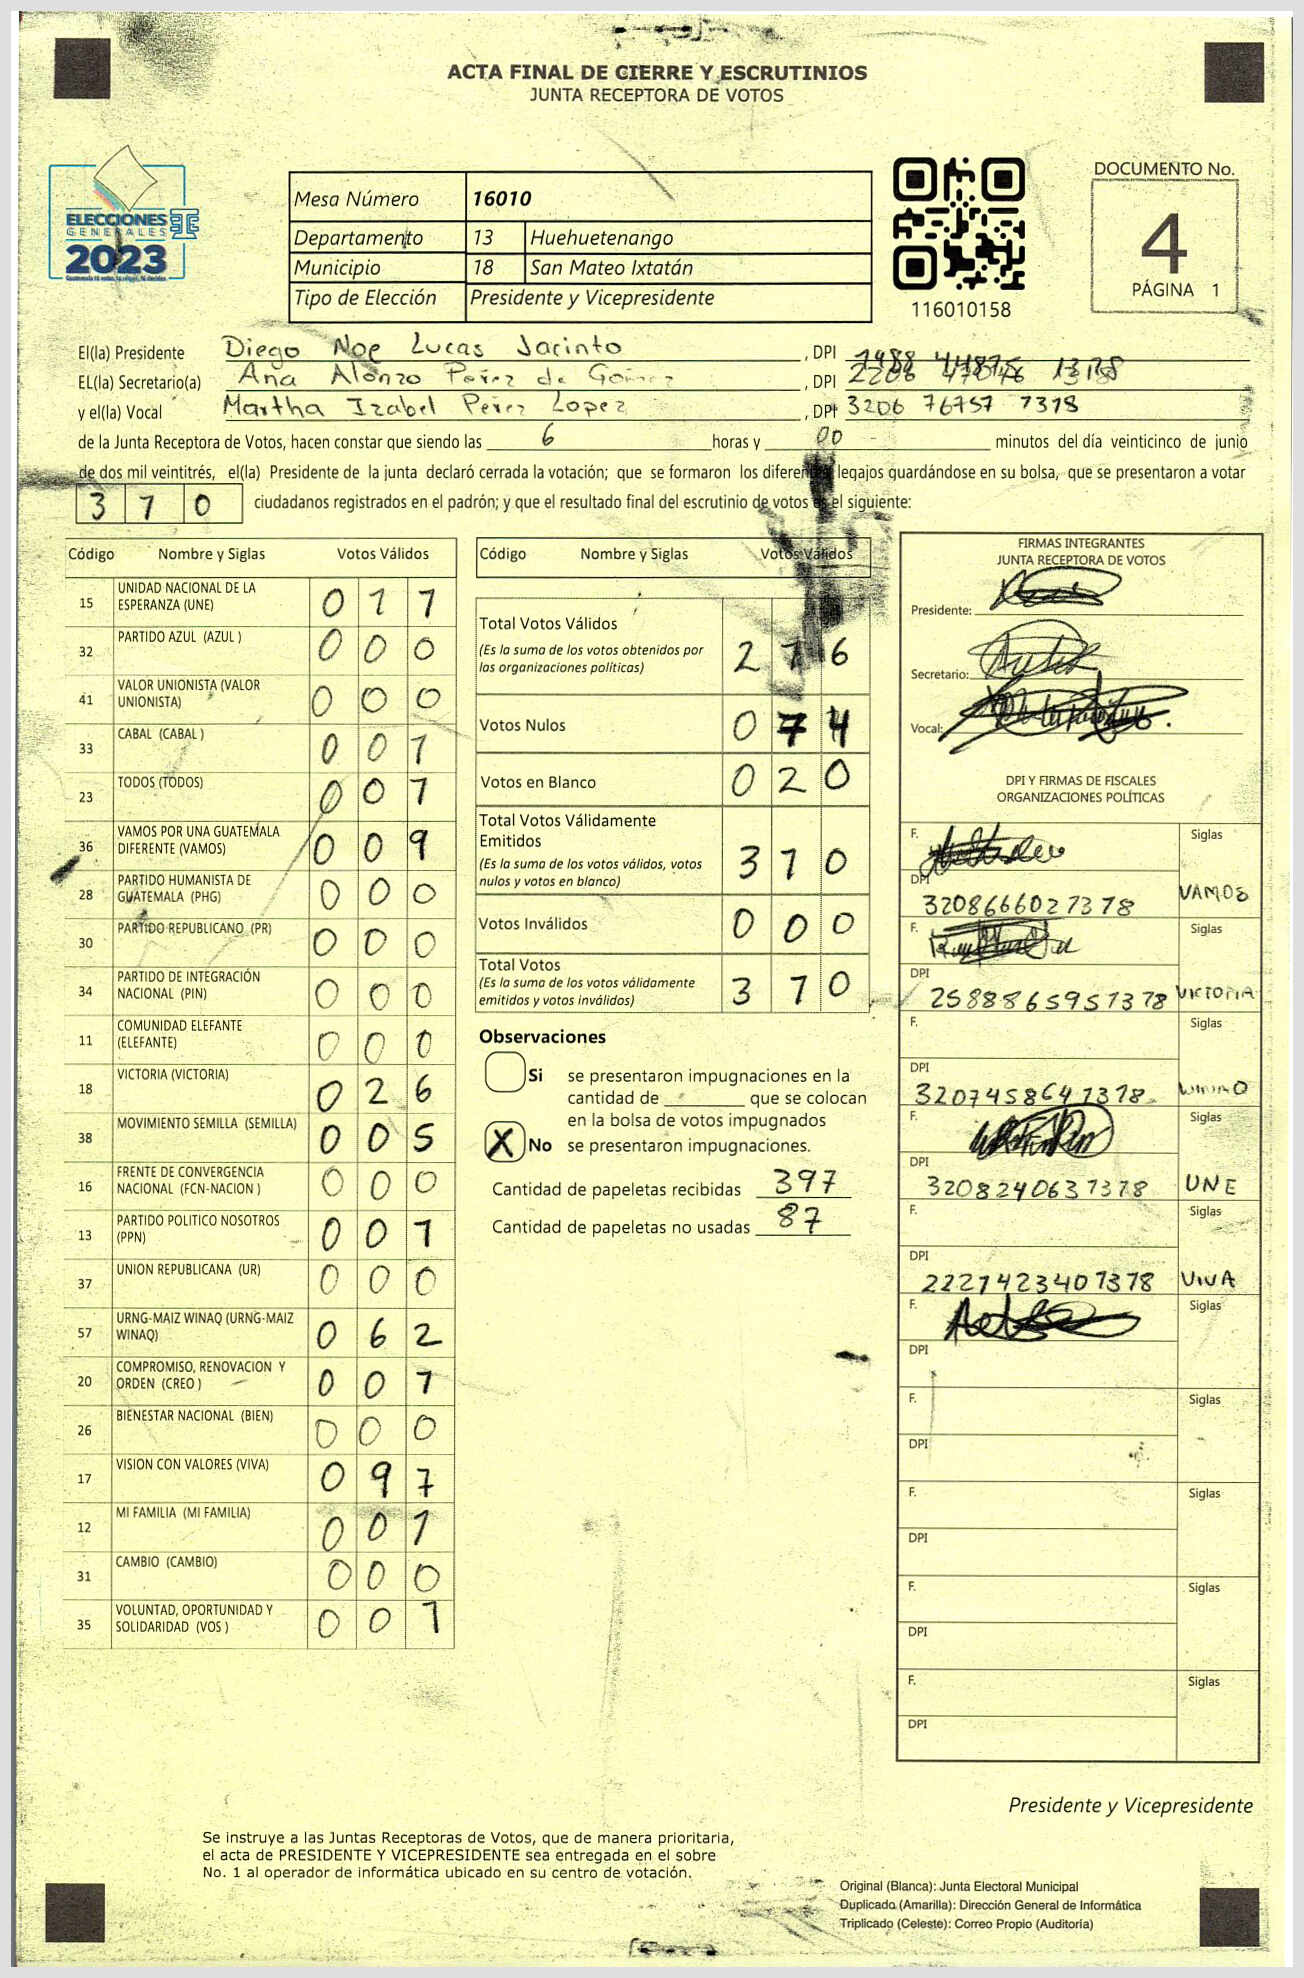 ACTA FINAL DE CIERRE Y ESCRUTINIOS
JUNTA RECEPTORA DE VOTOS
ELECCIONES
GENERALES
2023
Mesa Número 16010
Departamento 13 Huehuetenango
Municipio 18 San Mateo Ixtatán
Tipo de Elección Presidente y Vicepresidente
116010158
DOCUMENTO No.
4
PÁGINA 1
El(la) Presidente Diego Noe Lucas Jacinto, DPI
EL(la) Secretario(a) Ana Alonzo Perez de Gomez, DPI
y el(la) Vocal Martha Izabel Perez Lopez, DPI 3206 76757 1318
de la Junta Receptora de Votos, hacen constar que siendo las 6 horas y 00 minutos del día veinticinco de junio
de dos mil veintitrés, el(la) Presidente de la junta declaró cerrada la votación; que se formaron los diferentes legajos guardándose en su bolsa, que se presentaron a votar
3 7 0 ciudadanos registrados en el padrón; y que el resultado final del escrutinio de votos es el siguiente:
Código Nombre y Siglas Votos Válidos
15 UNIDAD NACIONAL DE LA ESPERANZA (UNE) 0 7 1
32 PARTIDO AZUL (AZUL ) 0 0 0
41 VALOR UNIONISTA (VALOR UNIONISTA) 0 0 0
33 CABAL (CABAL ) 0 0 1
23 TODOS (TODOS) 0 0 1
36 VAMOS POR UNA GUATEMALA DIFERENTE (VAMOS) 0 0 9
28 PARTIDO HUMANISTA DE GUATEMALA (PHG) 0 0 0
30 PARTIDO REPUBLICANO (PR) 0 0 0
34 PARTIDO DE INTEGRACIÓN NACIONAL (PIN) 0 0 0
11 COMUNIDAD ELEFANTE (ELEFANTE) 0 0 0
18 VICTORIA (VICTORIA) 0 2 6
38 MOVIMIENTO SEMILLA (SEMILLA) 0 0 5
16 FRENTE DE CONVERGENCIA NACIONAL (FCN-NACION ) 0 0 0
13 PARTIDO POLITICO NOSOTROS (PPN) 0 0 1
37 UNION REPUBLICANA (UR) 0 0 0
57 URNG-MAIZ WINAQ (URNG-MAIZ WINAQ) 0 6 2
20 COMPROMISO, RENOVACION Y ORDEN (CREO ) 0 0 1
26 BIENESTAR NACIONAL (BIEN) 0 0 0
17 VISION CON VALORES (VIVA) 0 9 7
12 MI FAMILIA (MI FAMILIA) 0 0 1
31 CAMBIO (CAMBIO) 0 0 0
35 VOLUNTAD, OPORTUNIDAD Y SOLIDARIDAD (VOS ) 0 0 1
Código Nombre y Siglas Votos Válidos
Total Votos Válidos
(Es la suma de los votos obtenidos por
las organizaciones políticas) 2 7 6
Votos Nulos 0 7 4
Votos en Blanco 0 2 0
Total Votos Válidamente
Emitidos
(Es la suma de los votos válidos, votos
nulos y votos en blanco) 3 7 0
Votos Inválidos 0 0 0
Total Votos
(Es la suma de los votos válidamente
emitidos y votos inválidos) 3 7 0
Observaciones
Si se presentaron impugnaciones en la
cantidad de ________ que se colocan
en la bolsa de votos impugnados
X No se presentaron impugnaciones.
Cantidad de papeletas recibidas 397
Cantidad de papeletas no usadas 87
FIRMAS INTEGRANTES
JUNTA RECEPTORA DE VOTOS
Presidente:
Secretario:
Vocal:
DPI Y FIRMAS DE FISCALES
ORGANIZACIONES POLÍTICAS
F. Siglas
DPI 3208666021318 VAMOS
F. Siglas
DPI 2588865951318 VICTORIA
F. Siglas
DPI 3207458641318
F. Siglas
DPI 3208240631318 UNE
F. Siglas
DPI 2221423401318 VIVA
F. Siglas
DPI
F. Siglas
DPI
F. Siglas
DPI
F. Siglas
DPI
F. Siglas
DPI
Presidente y Vicepresidente
Se instruye a las Juntas Receptoras de Votos, que de manera prioritaria,
el acta de PRESIDENTE Y VICEPRESIDENTE sea entregada en el sobre
No. 1 al operador de informática ubicado en su centro de votación.
Original (Blanca): Junta Electoral Municipal
Duplicado (Amarilla): Dirección General de Informática
Triplicado (Celeste): Correo Propio (Auditoría)